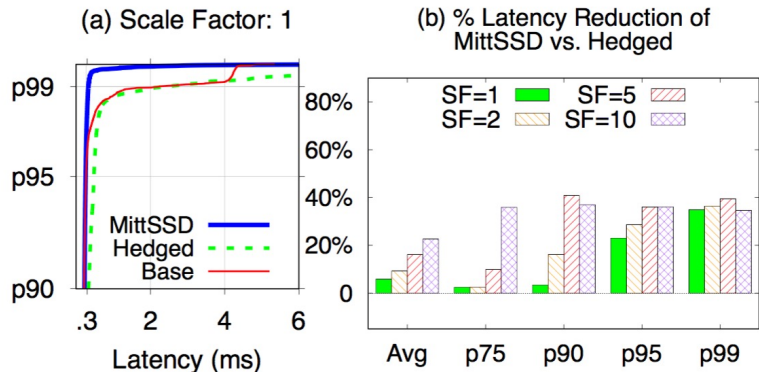 (a) Scale Factor: 1
p99
p95
p90
MittSSD
Hedged
Base
.3 2 4 6
Latency (ms)
(b) % Latency Reduction of
MittSSD vs. Hedged
80%
60%
40%
20%
0
SF=1 SF=5
SF=2 SF=10
Avg p75 p90 p95 p99